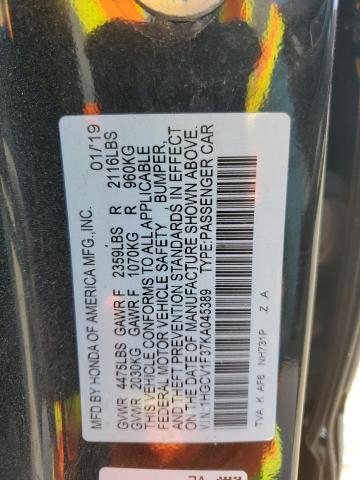 MFD.BY HONDA OF AMERICA MFG.,INC. 01/'19
GVWR 4475LBS GAWR F 2359LBS R 2116LBS
GVWR 2030KG GAWR F 1070KG R 960KG
THIS VEHICLE CONFORMS TO ALL APPLICABLE
FEDERAL MOTOR VEHICLE SAFETY, BUMPER,
AND THEFT PREVENTION STANDARDS IN EFFECT
ON THE DATE OF MANUFACTURE SHOWN ABOVE.
VIN:1HGCV1F37KA045389 TYPE:PASSENGER CAR
TVA K AF6 NH731P Z A